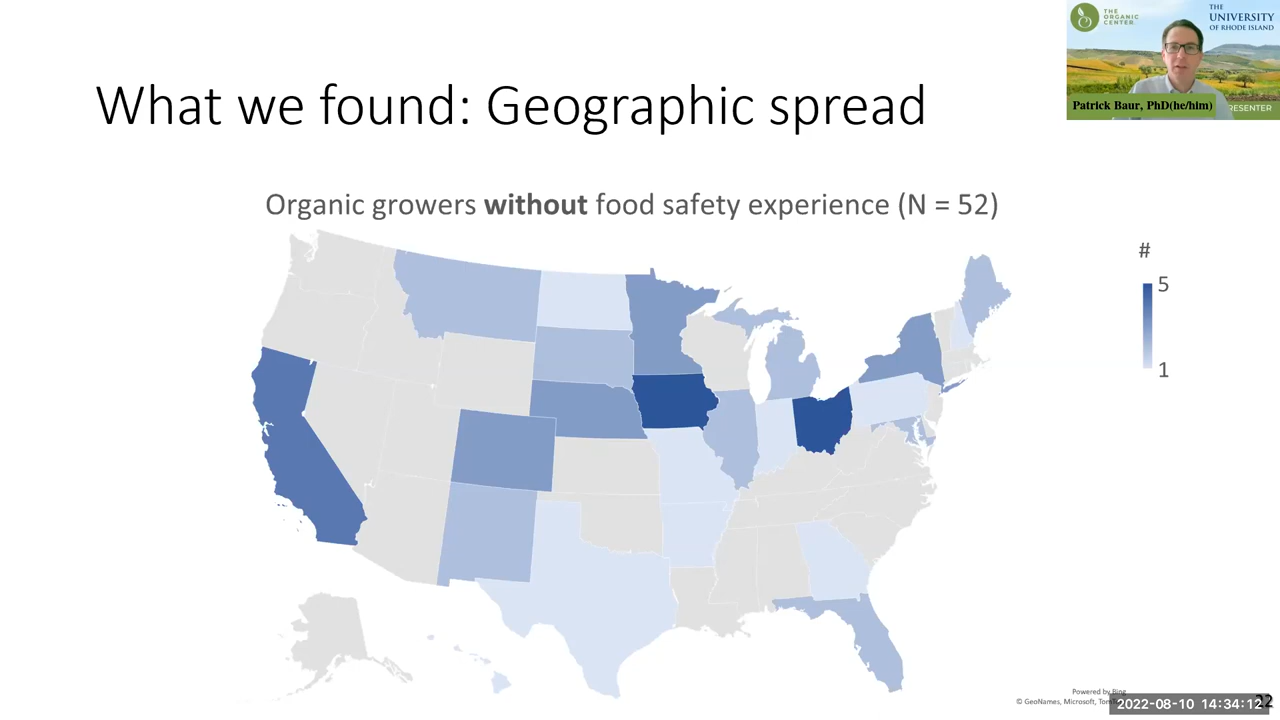 THE
ORGANIC
CENTER.
THE
UNIVERSITY
OF RHODE ISLAND
Patrick Baur, PhD(he/him)
RESENTER
What we found: Geographic spread
Organic growers without food safety experience (N = 52)
#
5
1
Powered by Bing
© GeoNames, Microsoft,
2022-08-10 14:34:12
22